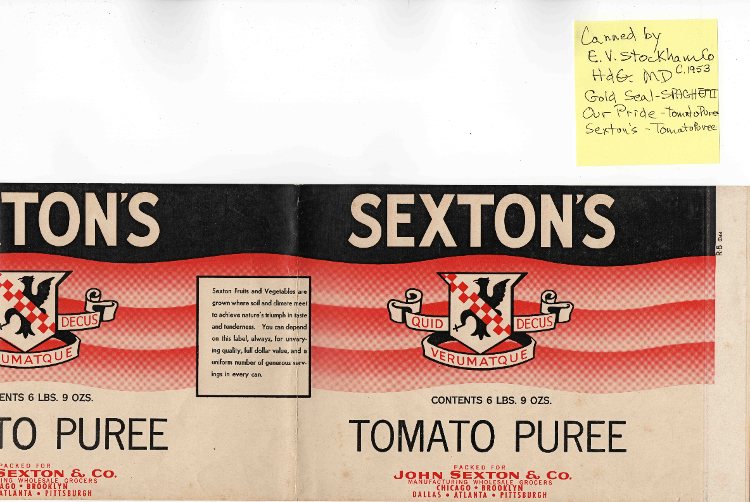 Canned by
E.V. Stockham Co
HdG. MD C.1953
Gold Seal-SPAGHETTI
Our Pride-Tomato Puree
Sexton's - Tomato Puree
TON'S
DECUS
UMATQUE
ENTS 6 LBS. 9 OZS.
TO PUREE
PACKED FOR
SEXTON & CO.
ING WHOLESALE GROCERS
AGO • BROOKLYN
ATLANTA • PITTSBURGH
Sexton Fruits and Vegetables are
grown where soil and climate meet
to achieve nature's triumph in taste
and tenderness. You can depend
on this label, always, for unvary-
ing quality, full dollar value, and a
uniform number of generous serv-
ings in every can.
SEXTON'S
QUID DECUS
VERUMATQUE
CONTENTS 6 LBS. 9 OZS.
TOMATO PUREE
PACKED FOR
JOHN SEXTON & CO.
MANUFACTURING WHOLESALE GROCERS
CHICAGO • BROOKLYN
DALLAS • ATLANTA • PITTSBURGH